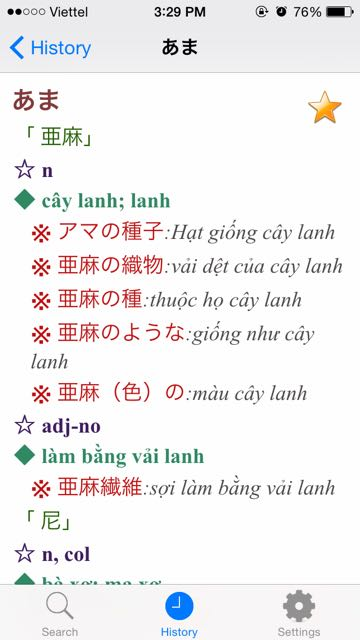 Viettel 3:29 PM 76%
History あま
あま
「亜麻」
☆ n
◆ cây lanh; lanh
※ アマの種子:Hạt giống cây lanh
※ 亜麻の織物:vải dệt của cây lanh
※ 亜麻の種:thuộc họ cây lanh
※ 亜麻のような:giống như cây
lanh
※ 亜麻（色）の:màu cây lanh
☆ adj-no
◆ làm bằng vải lanh
※ 亜麻繊維:sợi làm bằng vải lanh
「尼」
☆ n, col
◆ bà xơ; ma xơ
Search History Settings